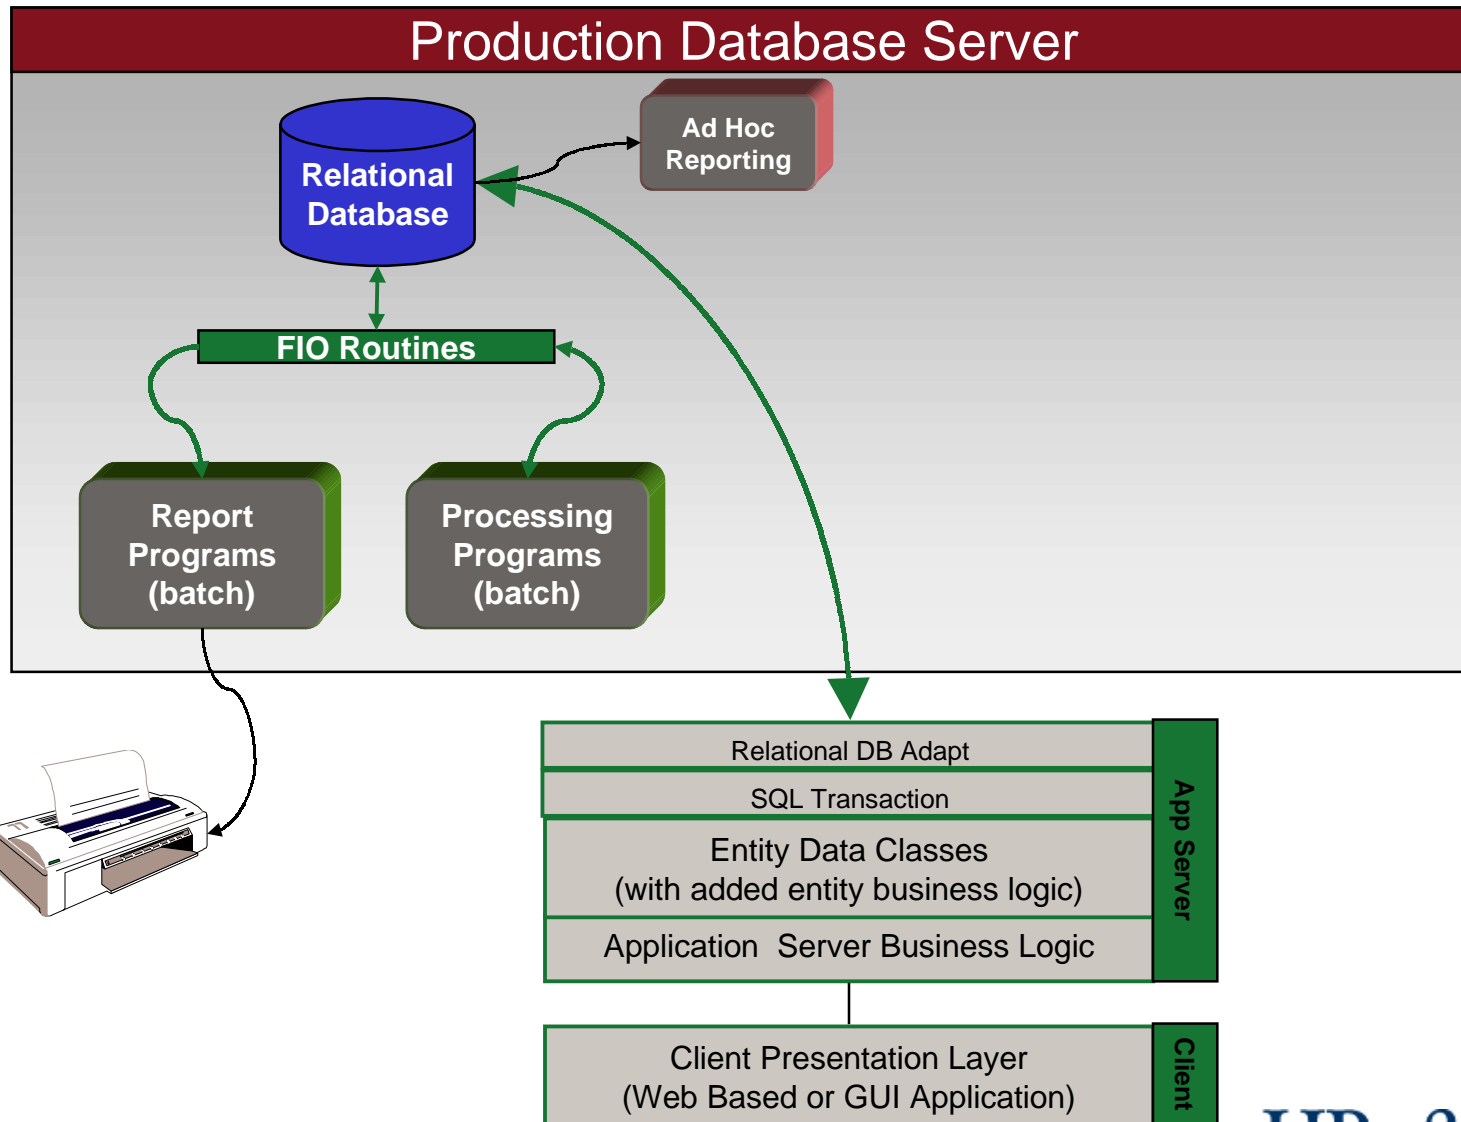 Production Database Server
Ad Hoc
Reporting
Relational
Database
FIO Routines
Report
Programs
(batch)
Processing
Programs
(batch)
Relational DB Adapt
SQL Transaction
Entity Data Classes
(with added entity business logic)
Application Server Business Logic
App Server
Client Presentation Layer
(Web Based or GUI Application)
Client